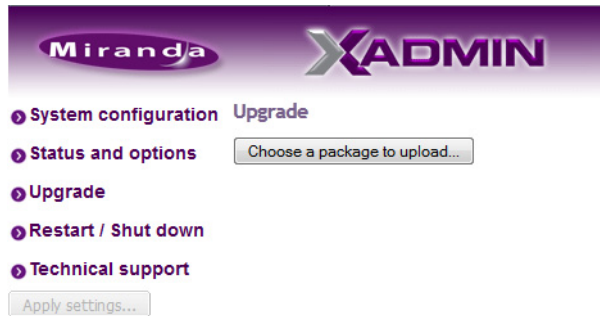 Miranda
XADMIN
System configuration
Status and options
Upgrade
Restart / Shut down
Technical support
Apply settings...
Upgrade
Choose a package to upload...